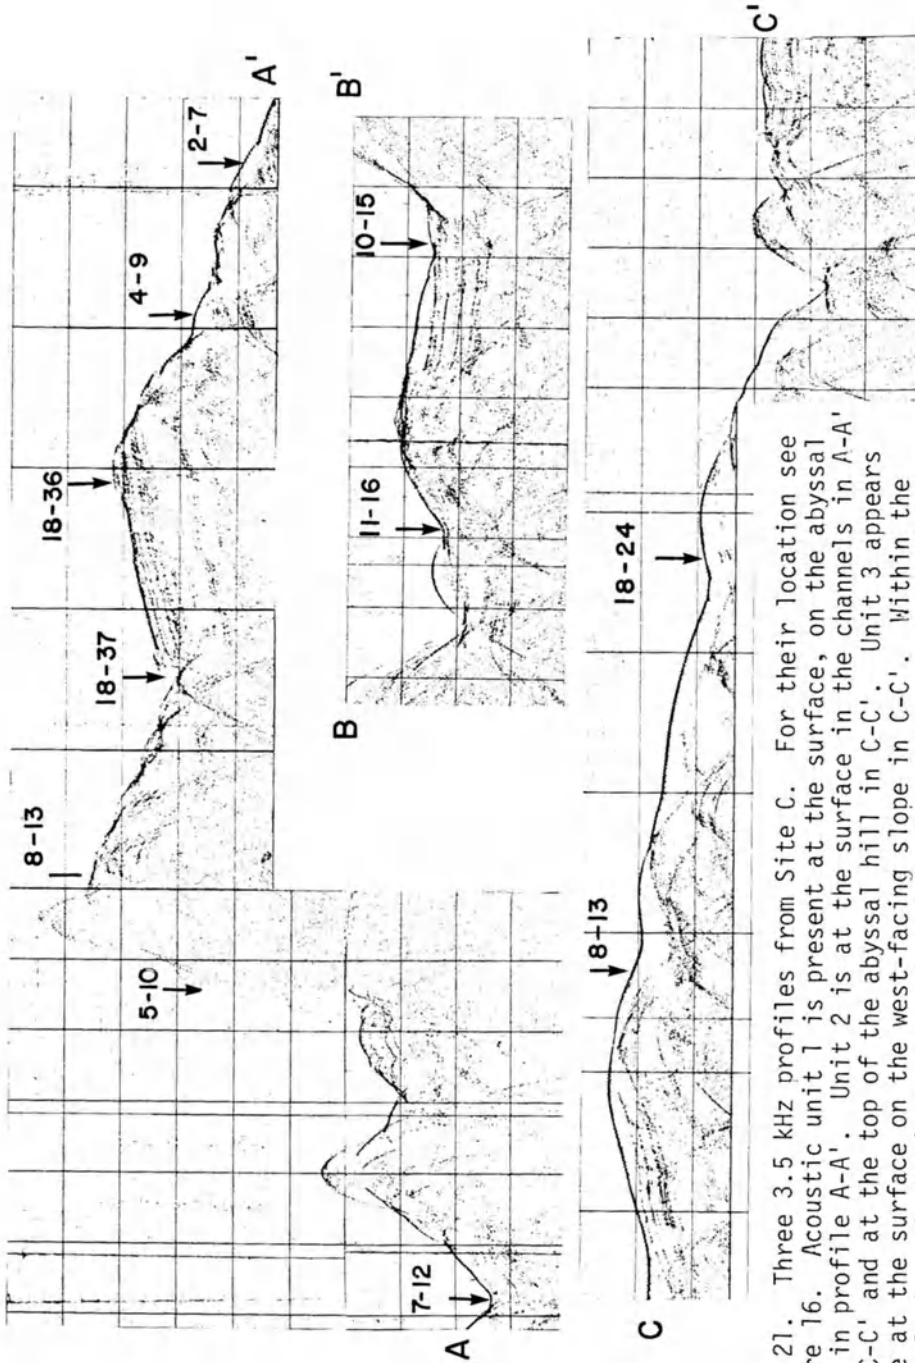 A'
2-7
4-9
18-36
18-37
8-13
5-10
7-12
A
B'
10-15
11-16
B
C'
18-24
18-13
C
21. Three 3.5 kHz profiles from Site C. For their location see
re 16. Acoustic unit 1 is present at the surface, on the abyssal
in profile A-A'. Unit 2 is at the surface in the channels in A-A'
C-C' and at the top of the abyssal hill in C-C'. Unit 3 appears
e at the surface on the west-facing slope in C-C'. Within the